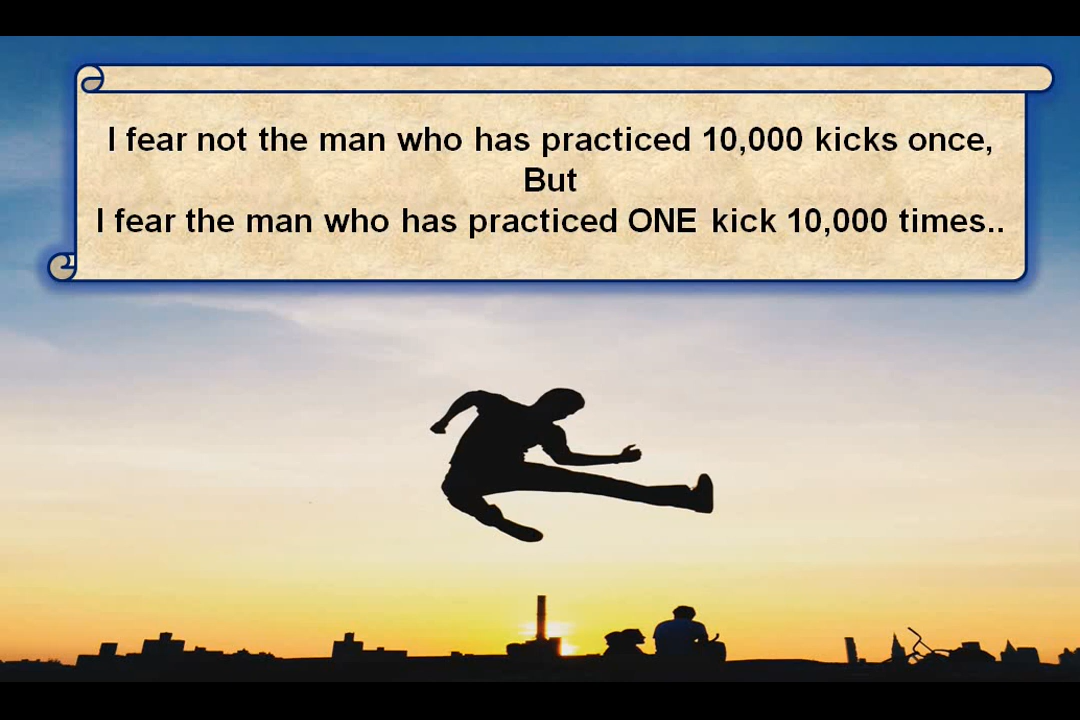 I fear not the man who has practiced 10,000 kicks once,
But
I fear the man who has practiced ONE kick 10,000 times..